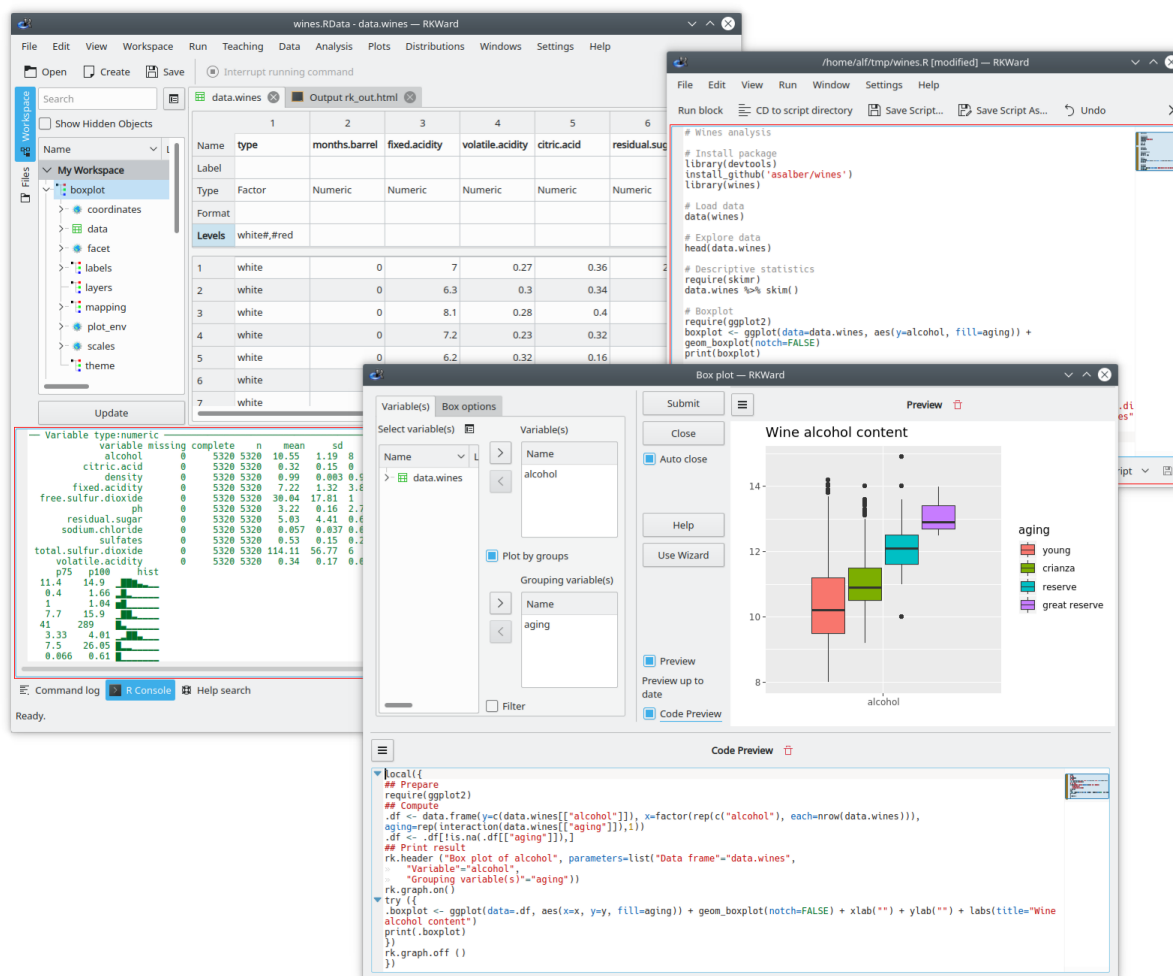 wines.RData - data.wines — RKWard
File Edit View Workspace Run Teaching Data Analysis Plots Distributions Windows Settings Help
Open Create Save Interrupt running command
Workspace
Files
Search
Show Hidden Objects
Name
My Workspace
boxplot
coordinates
data
facet
labels
layers
mapping
plot_env
scales
theme
Update
data.wines Output rk_out.html
1 2 3 4 5 6
Name type months.barrel fixed.acidity volatile.acidity citric.acid residual.sug
Label
Type Factor Numeric Numeric Numeric Numeric Numeric
Format
Levels white#,#red
1 white 0 7 0.27 0.36 2
2 white 0 6.3 0.3 0.34
3 white 0 8.1 0.28 0.4
4 white 0 7.2 0.23 0.32
5 white 0 6.2 0.32 0.16
6 white
7 white
── Variable type:numeric ──
variable missing complete n mean sd
alcohol 0 5320 5320 10.55 1.19 8
citric.acid 0 5320 5320 0.32 0.15 0
density 0 5320 5320 0.99 0.003 0.9
fixed.acidity 0 5320 5320 7.22 1.32 3.8
free.sulfur.dioxide 0 5320 5320 30.04 17.81 1
ph 0 5320 5320 3.22 0.16 2.7
residual.sugar 0 5320 5320 5.03 4.41 0.6
sodium.chloride 0 5320 5320 0.057 0.037 0.0
sulfates 0 5320 5320 0.53 0.15 0.2
total.sulfur.dioxide 0 5320 5320 114.11 56.77 6
volatile.acidity 0 5320 5320 0.34 0.17 0.0
p75 p100 hist
11.4 14.9
0.4 1.66
1 1.04
7.7 15.9
41 289
3.33 4.01
7.5 26.05
0.066 0.61
Command log R Console Help search
Ready.
/home/alf/tmp/wines.R [modified] — RKWard
File Edit View Run Window Settings Help
Run block CD to script directory Save Script... Save Script As... Undo
# Wines analysis
# Install package
library(devtools)
install_github('asalber/wines')
library(wines)
# Load data
data(wines)
# Explore data
head(data.wines)
# Descriptive statistics
require(skimr)
data.wines %>% skim()
# Boxplot
require(ggplot2)
boxplot <- ggplot(data=data.wines, aes(y=alcohol, fill=aging)) +
geom_boxplot(notch=FALSE)
print(boxplot)
Box plot — RKWard
Variable(s) Box options
Select variable(s)
Name
data.wines
Variable(s)
Name
alcohol
Plot by groups
Grouping variable(s)
Name
aging
Filter
Submit
Close
Auto close
Help
Use Wizard
Preview
Preview up to
date
Code Preview
Preview
Wine alcohol content
14
12
10
8
alcohol
aging
young
crianza
reserve
great reserve
Code Preview
local({
## Prepare
require(ggplot2)
## Compute
.df <- data.frame(y=c(data.wines[["alcohol"]]), x=factor(rep(c("alcohol"), each=nrow(data.wines))),
aging=rep(interaction(data.wines[["aging"]]),1))
.df <- .df[!is.na(.df[["aging"]]),]
## Print result
rk.header ("Box plot of alcohol", parameters=list("Data frame"="data.wines",
"Variable"="alcohol",
"Grouping variable(s)"="aging"))
rk.graph.on()
try ({
.boxplot <- ggplot(data=.df, aes(x=x, y=y, fill=aging)) + geom_boxplot(notch=FALSE) + xlab("") + ylab("") + labs(title="Wine
alcohol content")
print(.boxplot)
})
rk.graph.off ()
})